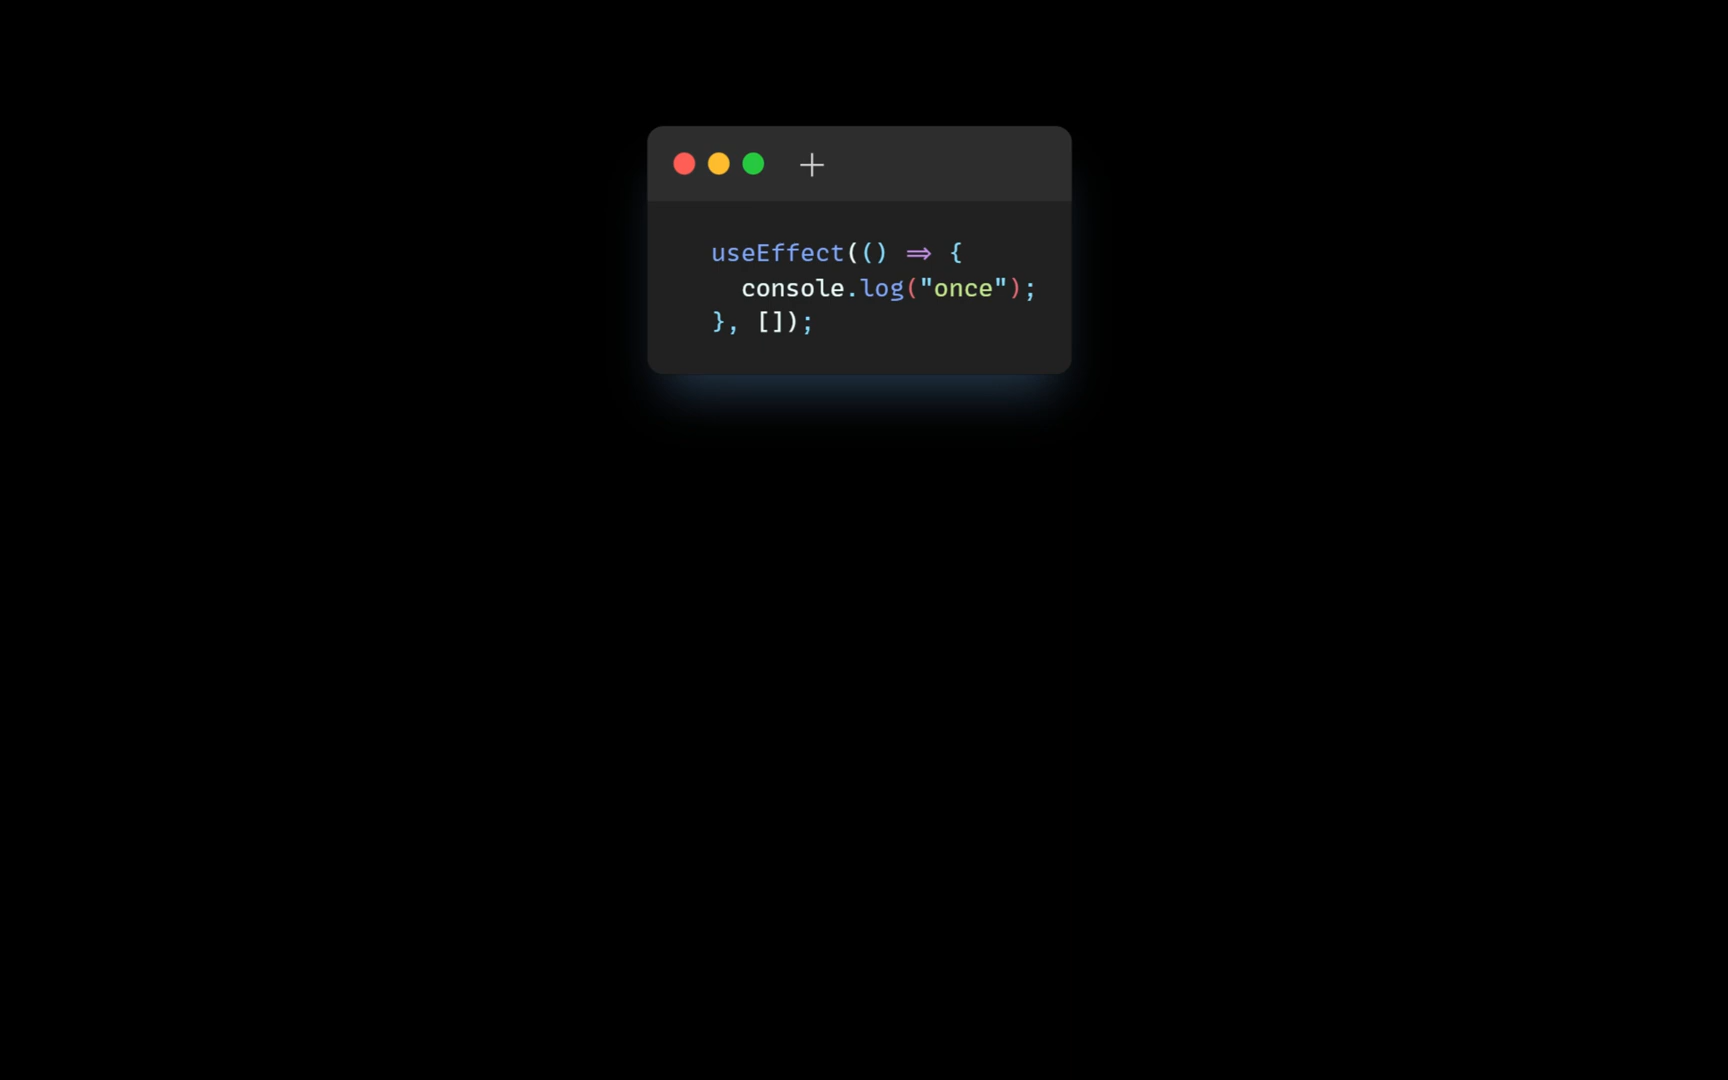 useEffect(() => {
  console.log("once");
}, []);